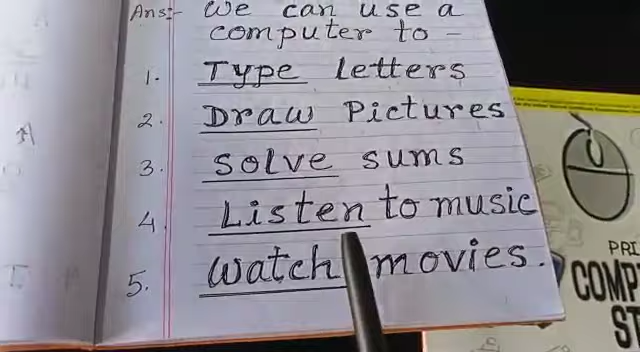 Ans:- We can use a
computer to -
1. Type letters
2. Draw Pictures
3. Solve sums
4. Listen to music
5. Watch movies.
PRI
COMP
ST